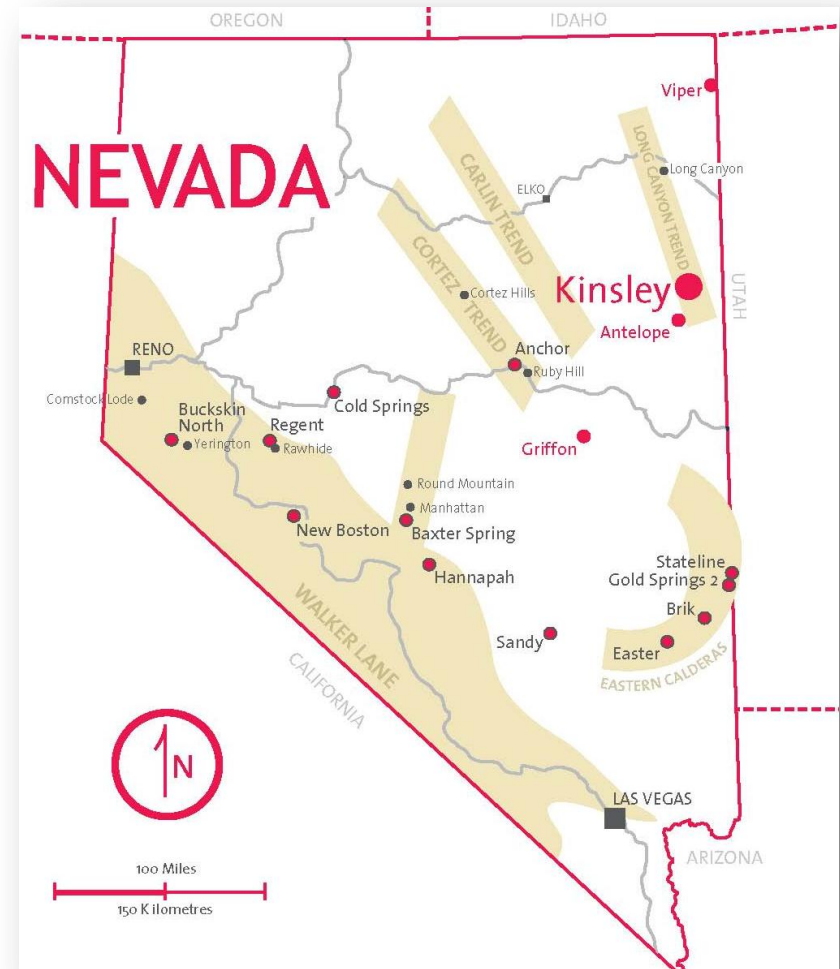 OREGON
IDAHO
Viper
NEVADA
CARLIN TREND
LONG CANYON TREND
Long Canyon
ELKO
CORTEZ TREND
Cortez Hills
Kinsley
UTAH
Antelope
RENO
Anchor
Ruby Hill
Comstock Lode
Cold Springs
Buckskin
North
Yerington
Regent
Rawhide
Griffon
Round Mountain
Manhattan
New Boston
Baxter Spring
Hannapah
Stateline
Gold Springs 2
Brik
Sandy
Easter
EASTERN CALDERAS
WALKER LANE
CALIFORNIA
N
LAS VEGAS
ARIZONA
100 Miles
150 Kilometres